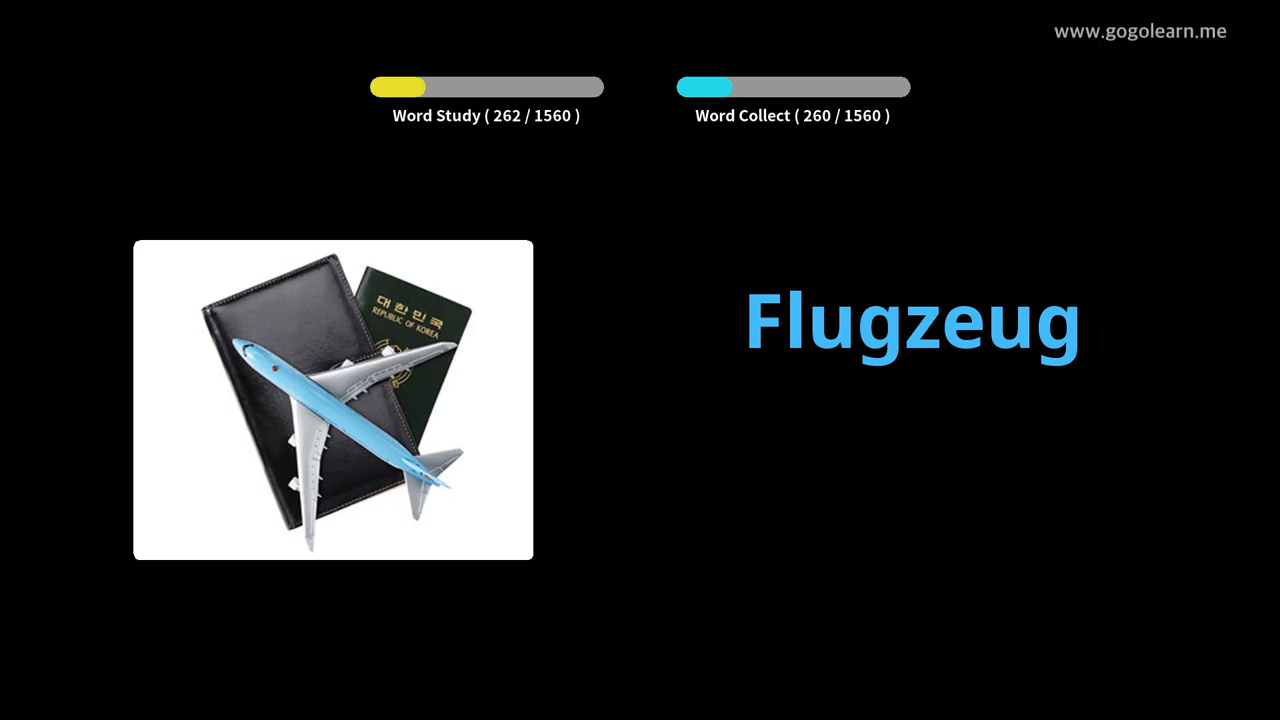 www.gogolearn.me
Word Study ( 262 / 1560 )
Word Collect ( 260 / 1560 )
대한민국
REPUBLIC OF KOREA
Flugzeug